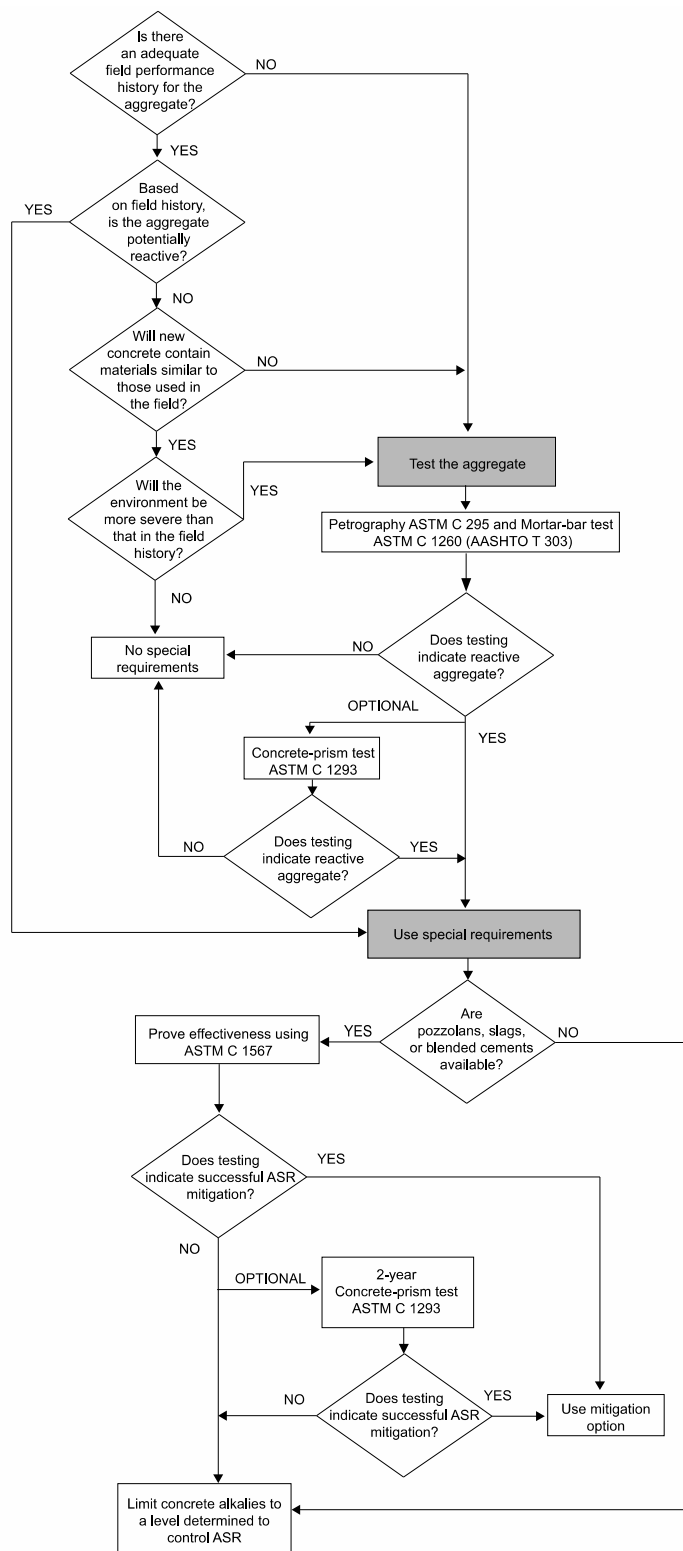 Is there
an adequate
field performance
history for the
aggregate?
NO
YES
Based
on field history,
is the aggregate
potentially
reactive?
YES
NO
Will new
concrete contain
materials similar to
those used in
the field?
NO
YES
Will the
environment be
more severe than
that in the field
history?
YES
NO
Test the aggregate
Petrography ASTM C 295 and Mortar-bar test
ASTM C 1260 (AASHTO T 303)
Does testing
indicate reactive
aggregate?
NO
No special
requirements
OPTIONAL
YES
Concrete-prism test
ASTM C 1293
Does testing
indicate reactive
aggregate?
NO
YES
Use special requirements
Are
pozzolans, slags,
or blended cements
available?
YES
NO
Prove effectiveness using
ASTM C 1567
Does testing
indicate successful ASR
mitigation?
YES
NO
OPTIONAL
2-year
Concrete-prism test
ASTM C 1293
Does testing
indicate successful ASR
mitigation?
NO
YES
Use mitigation
option
Limit concrete alkalies to
a level determined to
control ASR